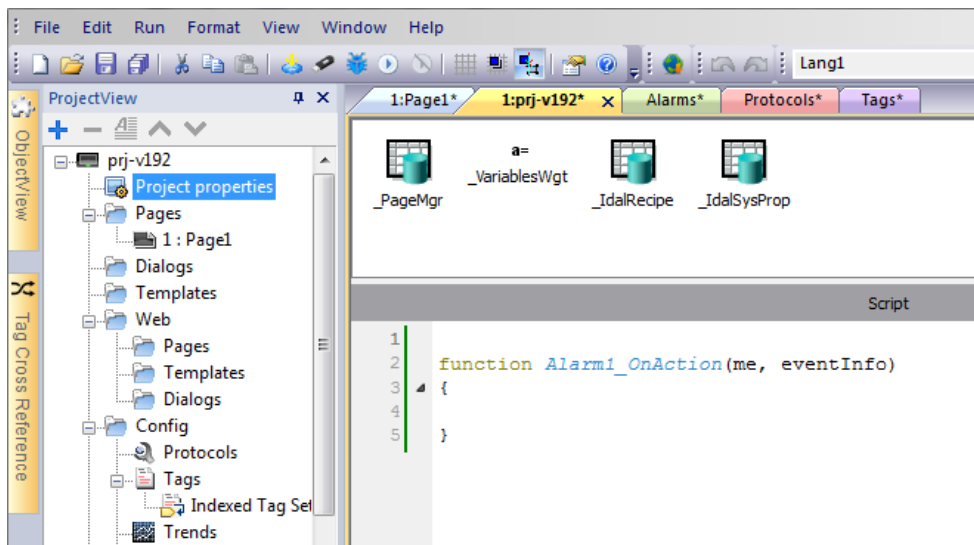 File Edit Run Format View Window Help
Lang1
ObjectView
Tag Cross Reference
ProjectView
prj-v192
Project properties
Pages
1 : Page1
Dialogs
Templates
Web
Pages
Templates
Dialogs
Config
Protocols
Tags
Indexed Tag Set
Trends
1:Page1* 1:prj-v192* Alarms* Protocols* Tags*
_PageMgr
a=
_VariablesWgt
_IdalRecipe
_IdalSysProp
Script
1
2 function Alarm1_OnAction(me, eventInfo)
3 {
4
5 }